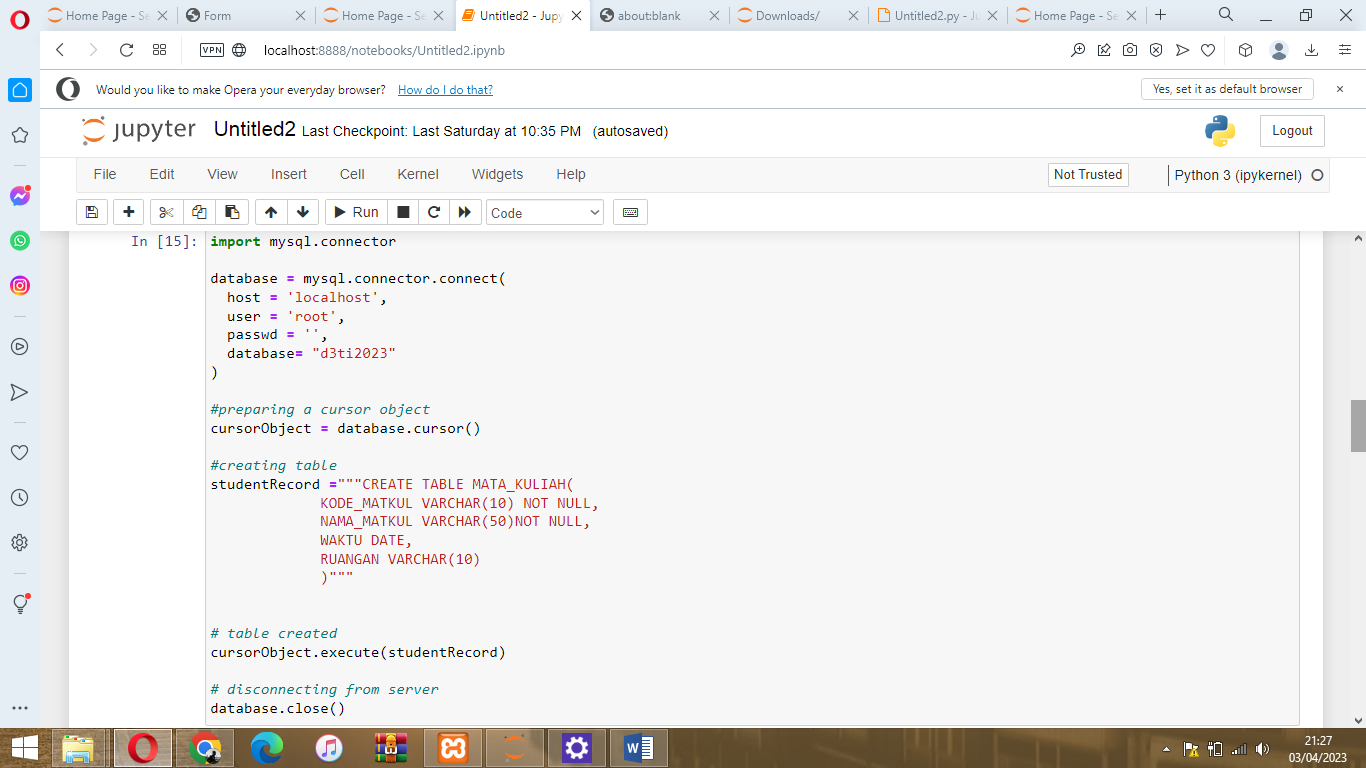 Home Page - Se
Form
Home Page - Se
Untitled2 - Jupy
about:blank
Downloads/
Untitled2.py - Ju
Home Page - Se
VPN
localhost:8888/notebooks/Untitled2.ipynb
Would you like to make Opera your everyday browser? How do I do that?
Yes, set it as default browser
jupyter Untitled2 Last Checkpoint: Last Saturday at 10:35 PM (autosaved)
Logout
File Edit View Insert Cell Kernel Widgets Help
Not Trusted
Python 3 (ipykernel)
Run
Code
In [15]: import mysql.connector
database = mysql.connector.connect(
host = 'localhost',
user = 'root',
passwd = '',
database= "d3ti2023"
)
#preparing a cursor object
cursorObject = database.cursor()
#creating table
studentRecord ="""CREATE TABLE MATA_KULIAH(
KODE_MATKUL VARCHAR(10) NOT NULL,
NAMA_MATKUL VARCHAR(50)NOT NULL,
WAKTU DATE,
RUANGAN VARCHAR(10)
)"""
# table created
cursorObject.execute(studentRecord)
# disconnecting from server
database.close()
21:27
03/04/2023